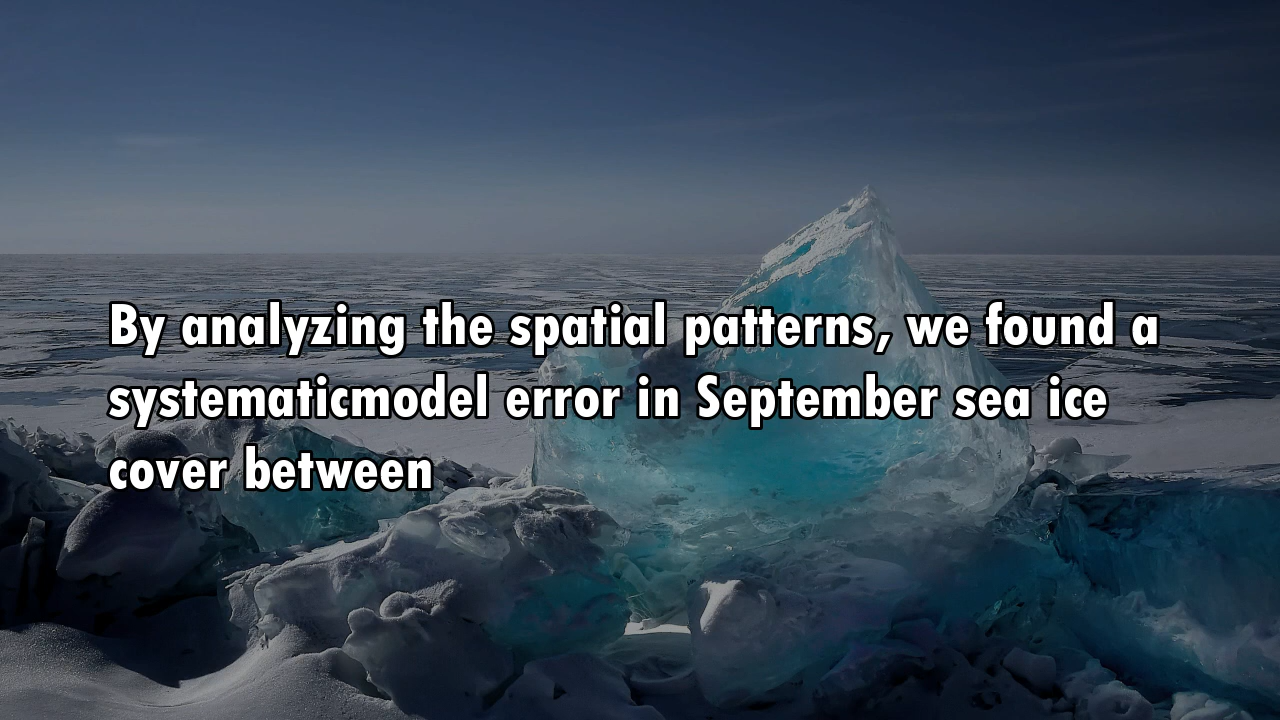 By analyzing the spatial patterns, we found a
systematicmodel error in September sea ice
cover between